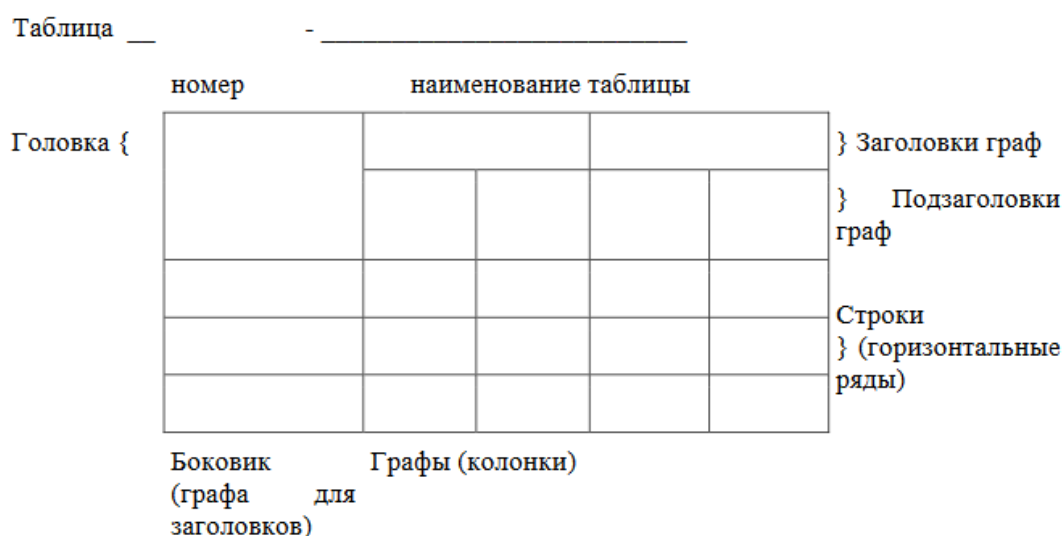 Таблица __ - __________________________
номер наименование таблицы
Головка {
} Заголовки граф
} Подзаголовки
граф
Строки
} (горизонтальные
ряды)
Боковик Графы (колонки)
(графа для
заголовков)